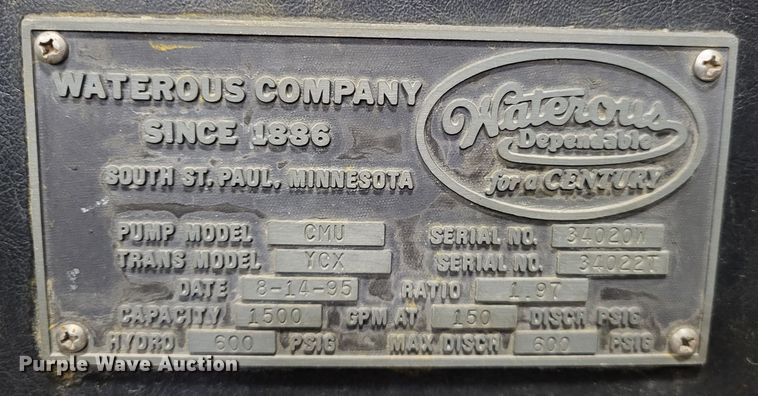 WATEROUS COMPANY
SINCE 1886
SOUTH ST. PAUL, MINNESOTA
Waterous
Dependable
for a CENTURY
PUMP MODEL CMU SERIAL NO. 34020W
TRANS MODEL YCX SERIAL NO. 34022T
DATE 8-14-95 RATIO 1.97
CAPACITY 1500 GPM AT 150 DISCH PSIG
HYDRO 600 PSIG MAX DISCH 600 PSIG
Purple Wave Auction